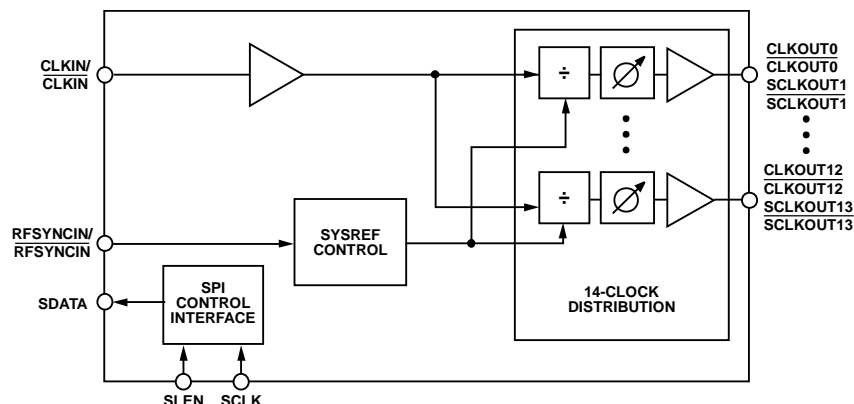 CLKIN/
CLKIN
RFSYNCIN/
RFSYNCIN
SDATA
SPI
CONTROL
INTERFACE
SLEN
SCLK
SYSREF
CONTROL
÷
÷
14-CLOCK
DISTRIBUTION
CLKOUT0
CLKOUT0
SCLKOUT1
SCLKOUT1
CLKOUT12
CLKOUT12
SCLKOUT13
SCLKOUT13